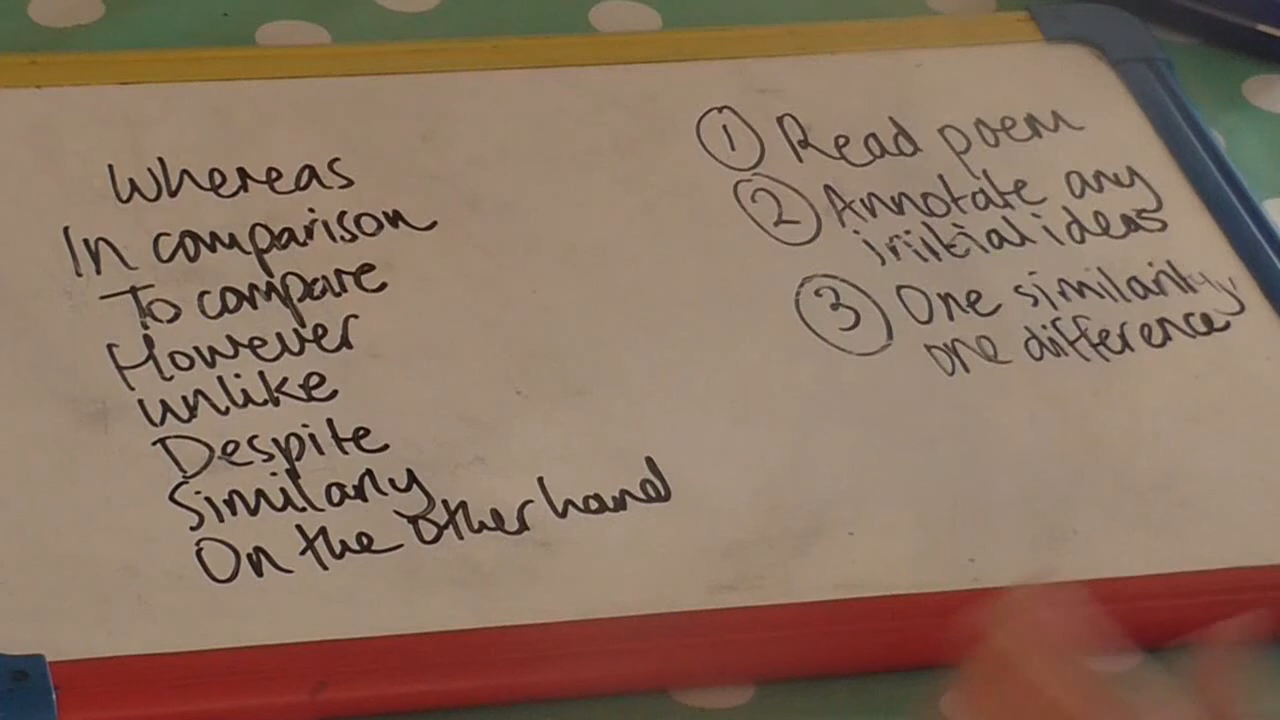 Whereas
In comparison
To compare
However
unlike
Despite
Similarly
On the other hand
① Read poem
② Annotate any
initial ideas
③ One similarity,
one difference